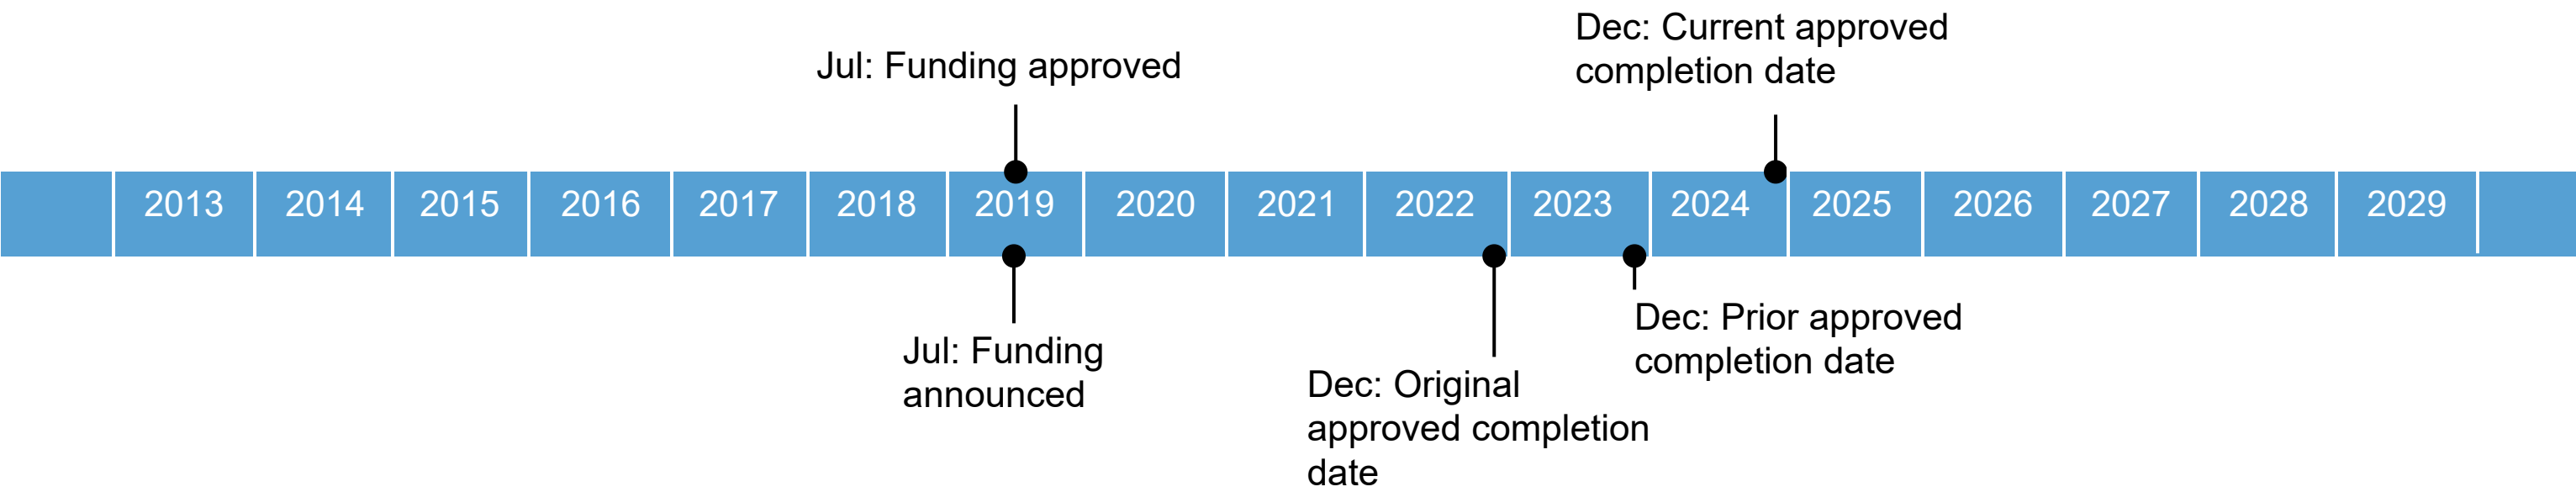 Dec: Current approved
completion date
Jul: Funding approved
2013 2014 2015 2016 2017 2018 2019 2020 2021 2022 2023 2024 2025 2026 2027 2028 2029
Jul: Funding
announced
Dec: Original
approved completion
date
Dec: Prior approved
completion date